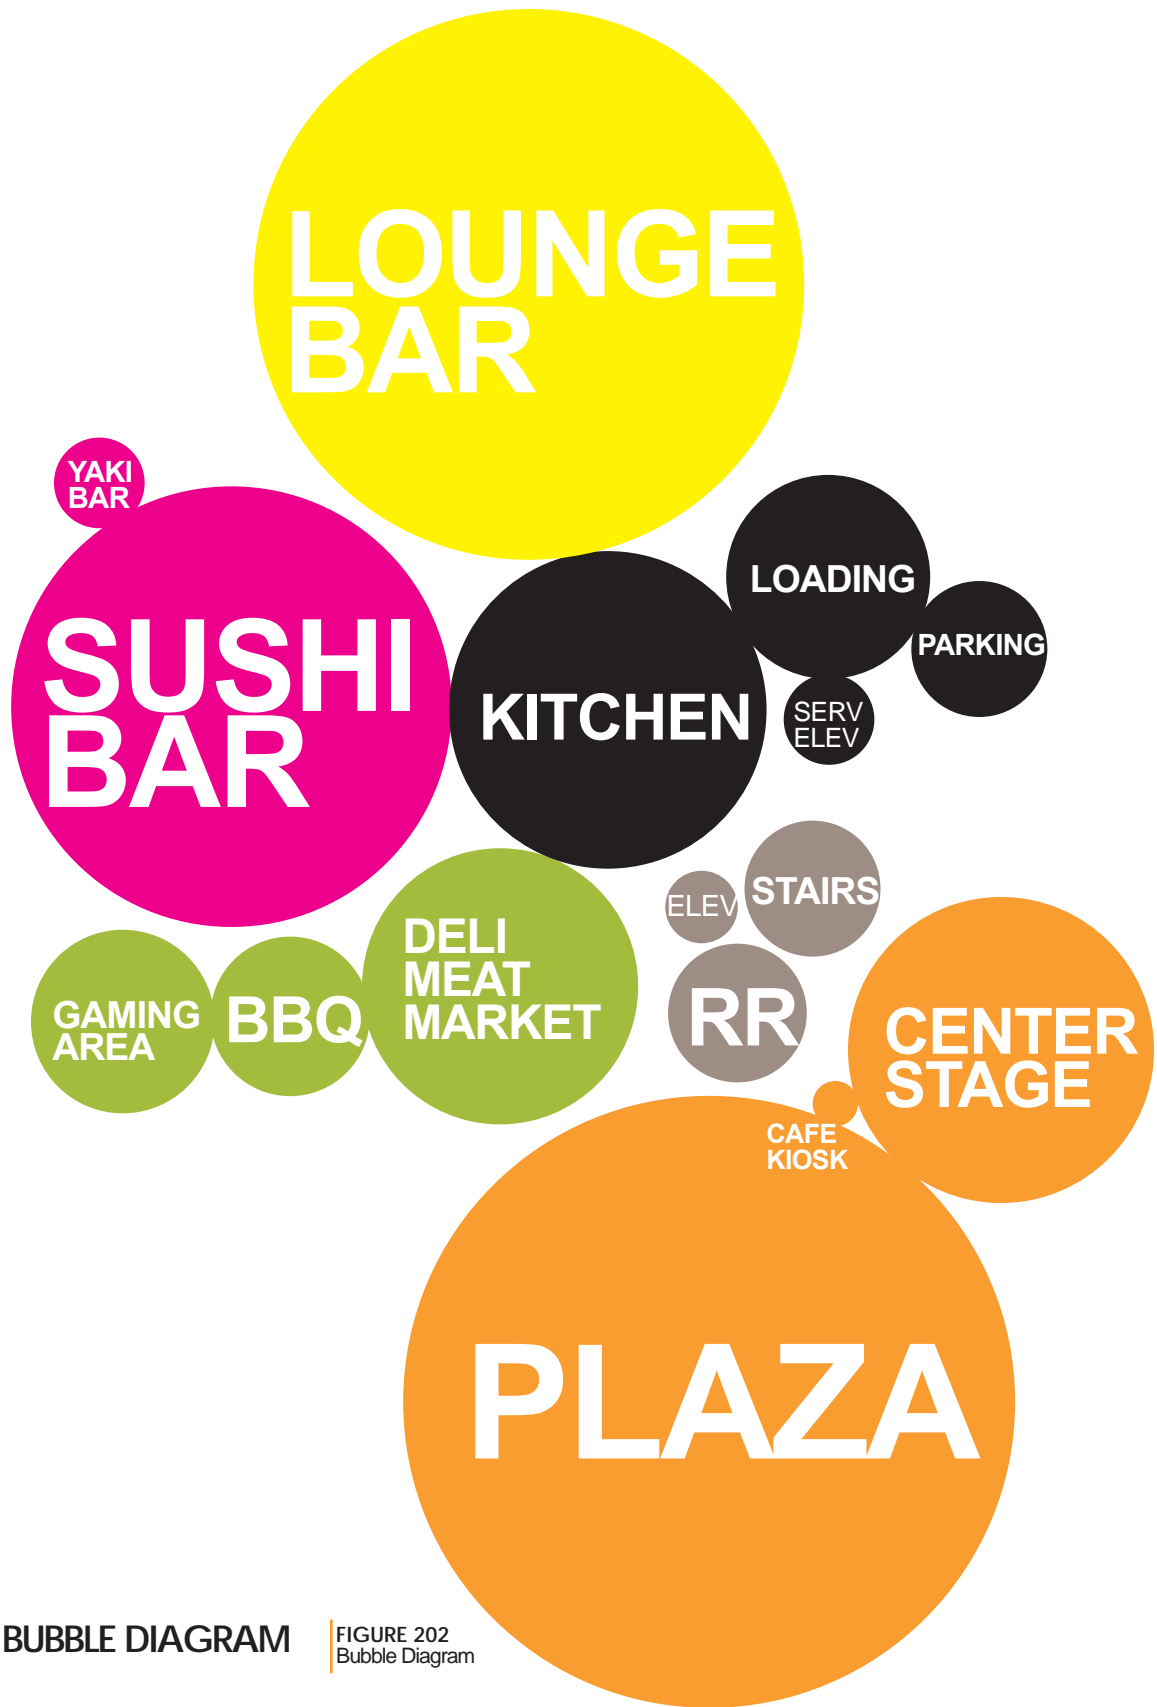 LOUNGE
BAR
YAKI
BAR
SUSHI
BAR
KITCHEN
LOADING
PARKING
SERV
ELEV
ELEV
STAIRS
DELI
MEAT
MARKET
GAMING
AREA
BBQ
RR
CENTER
STAGE
CAFE
KIOSK
PLAZA
BUBBLE DIAGRAM
FIGURE 202
Bubble Diagram